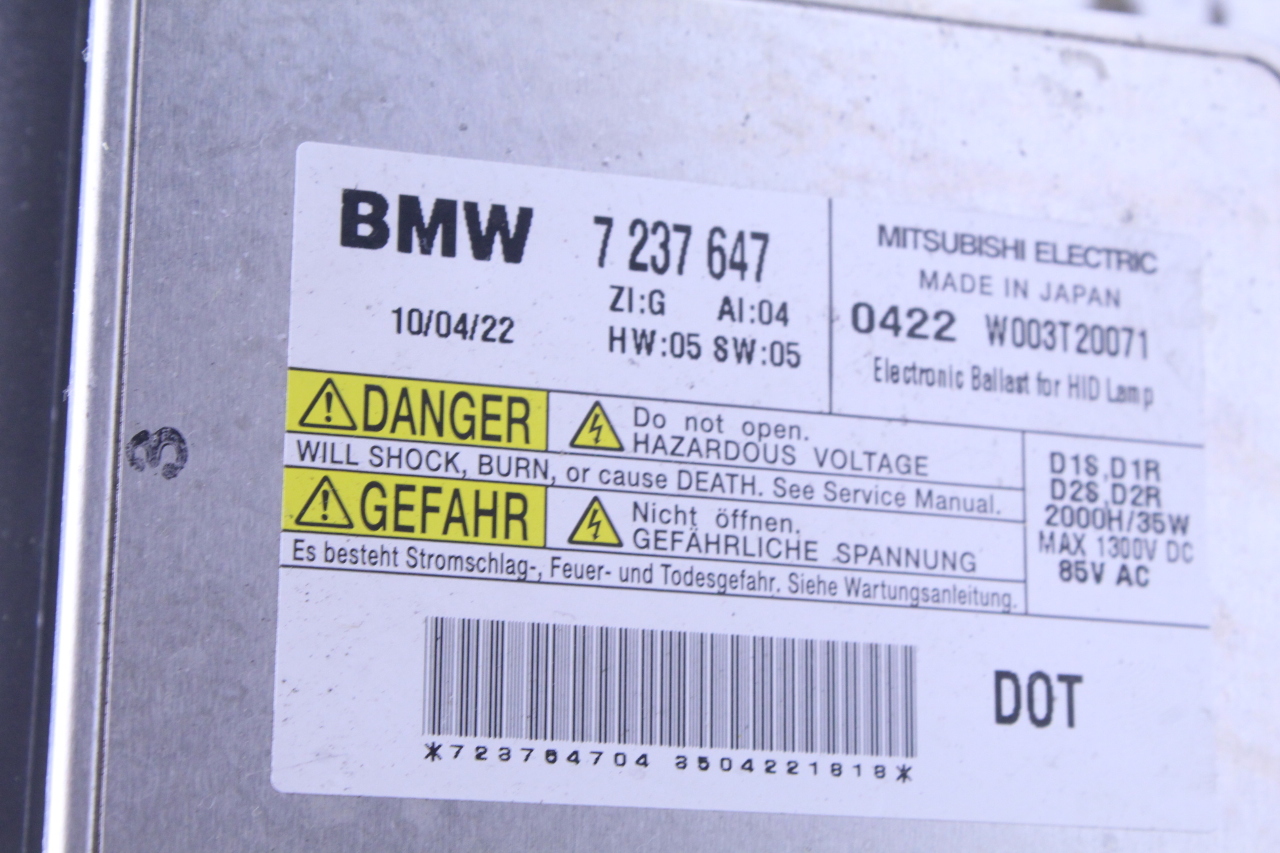 BMW 7 237 647
ZI:G AI:04
10/04/22
HW:05 SW:05
MITSUBISHI ELECTRIC
MADE IN JAPAN
0422 W003T20071
Electronic Ballast for HID Lamp
DANGER
Do not open.
HAZARDOUS VOLTAGE
WILL SHOCK, BURN, or cause DEATH. See Service Manual.
GEFAHR
Nicht öffnen.
GEFÄHRLICHE SPANNUNG
Es besteht Stromschlag-, Feuer- und Todesgefahr. Siehe Wartungsanleitung.
D1S,D1R
D2S,D2R
2000H/35W
MAX 1300V DC
85V AC
DOT
*723764704 3504221818*
3